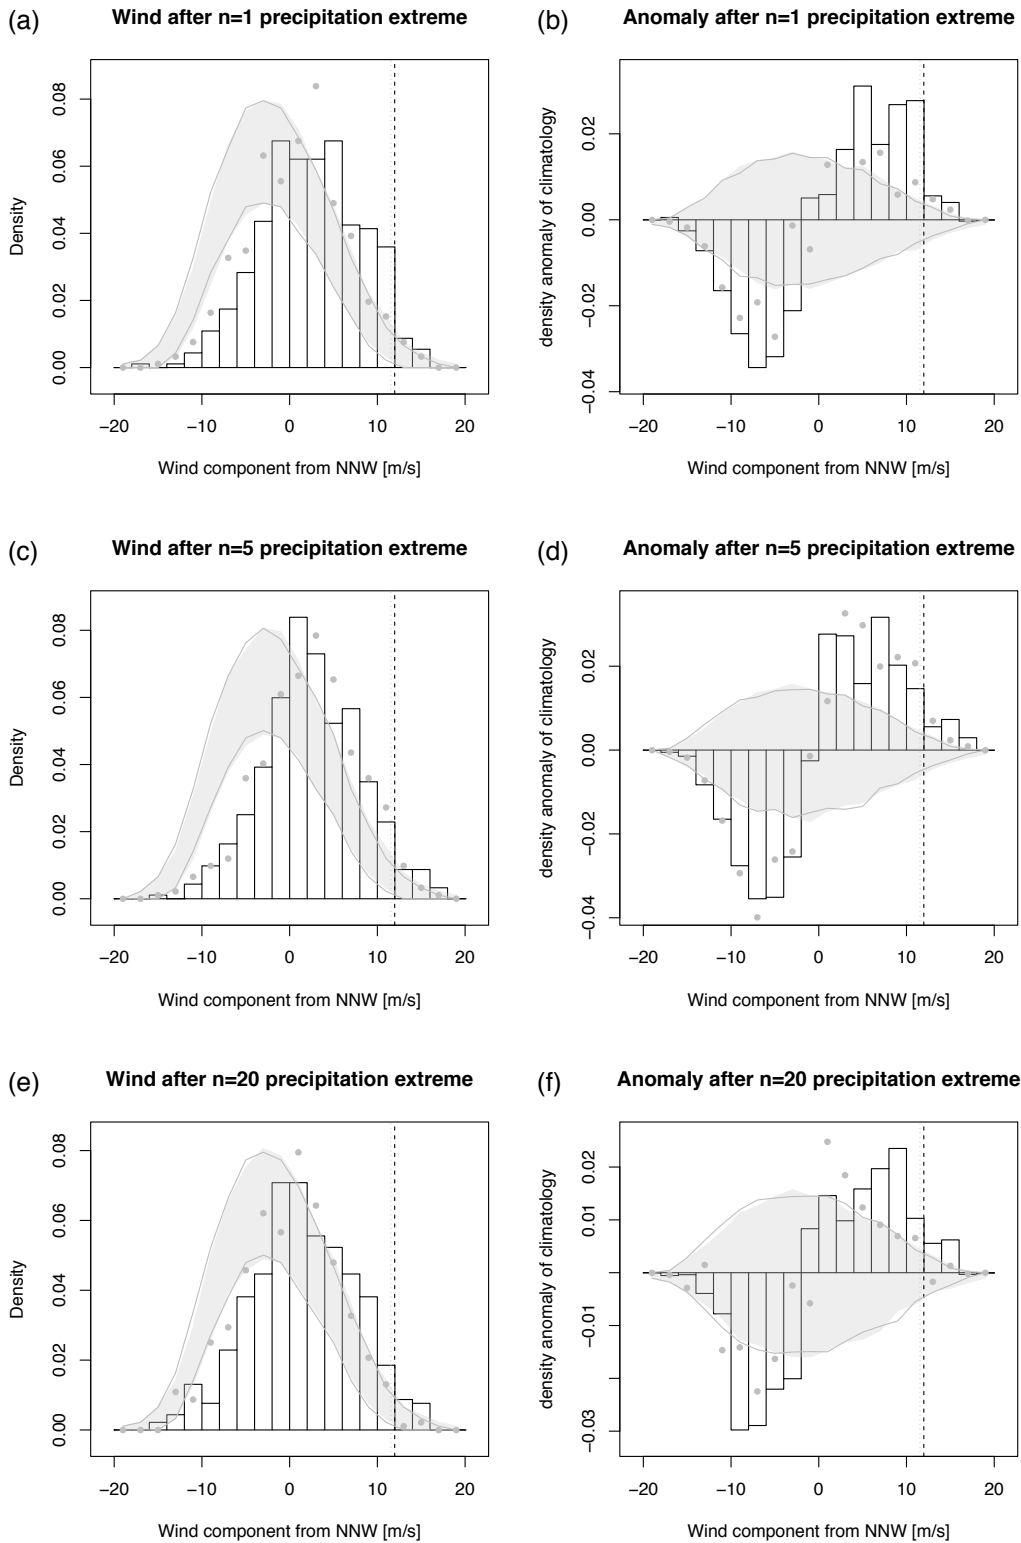 (a) Wind after n=1 precipitation extreme
Density
0.00 0.02 0.04 0.06 0.08
−20 −10 0 10 20
Wind component from NNW [m/s]
(b) Anomaly after n=1 precipitation extreme
density anomaly of climatology
−0.04 −0.02 0.00 0.02
−20 −10 0 10 20
Wind component from NNW [m/s]
(c) Wind after n=5 precipitation extreme
Density
0.00 0.02 0.04 0.06 0.08
−20 −10 0 10 20
Wind component from NNW [m/s]
(d) Anomaly after n=5 precipitation extreme
density anomaly of climatology
−0.04 −0.02 0.00 0.02
−20 −10 0 10 20
Wind component from NNW [m/s]
(e) Wind after n=20 precipitation extreme
Density
0.00 0.02 0.04 0.06 0.08
−20 −10 0 10 20
Wind component from NNW [m/s]
(f) Anomaly after n=20 precipitation extreme
density anomaly of climatology
−0.03 −0.01 0.01 0.02
−20 −10 0 10 20
Wind component from NNW [m/s]